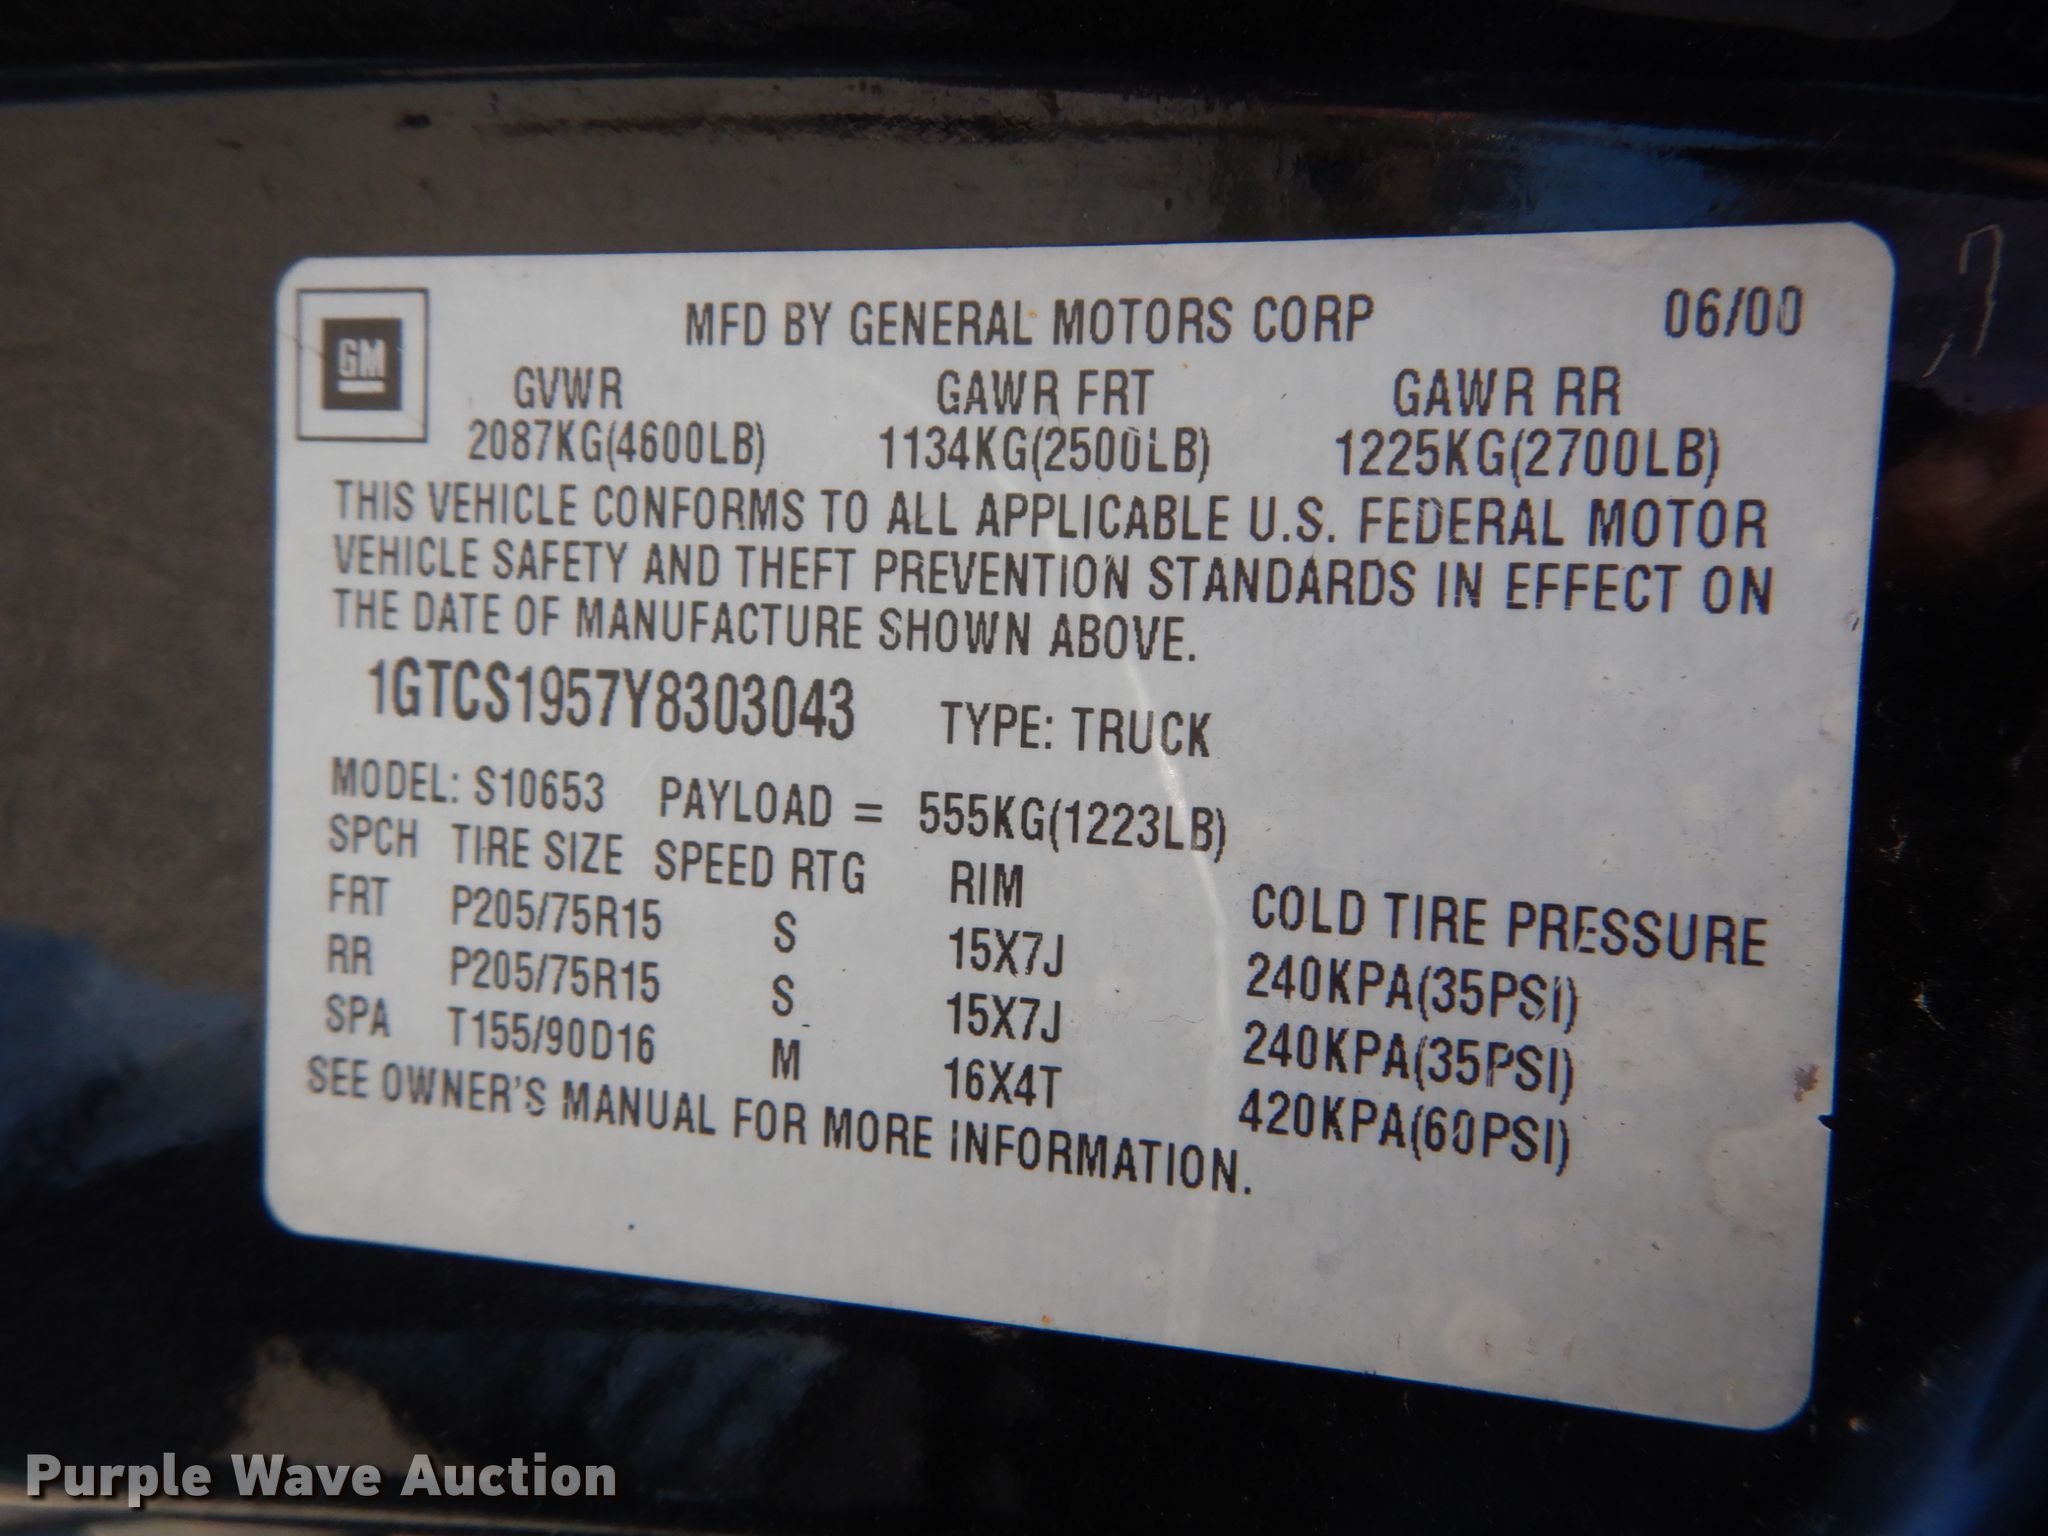 GM
MFD BY GENERAL MOTORS CORP 06/00
GVWR GAWR FRT GAWR RR
2087KG(4600LB) 1134KG(2500LB) 1225KG(2700LB)
THIS VEHICLE CONFORMS TO ALL APPLICABLE U.S. FEDERAL MOTOR
VEHICLE SAFETY AND THEFT PREVENTION STANDARDS IN EFFECT ON
THE DATE OF MANUFACTURE SHOWN ABOVE.
1GTCS1957Y8303043 TYPE: TRUCK
MODEL: S10653 PAYLOAD = 555KG(1223LB)
SPCH TIRE SIZE SPEED RTG RIM COLD TIRE PRESSURE
FRT P205/75R15 S 15X7J 240KPA(35PSI)
RR P205/75R15 S 15X7J 240KPA(35PSI)
SPA T155/90D16 M 16X4T 420KPA(60PSI)
SEE OWNER'S MANUAL FOR MORE INFORMATION.
Purple Wave Auction